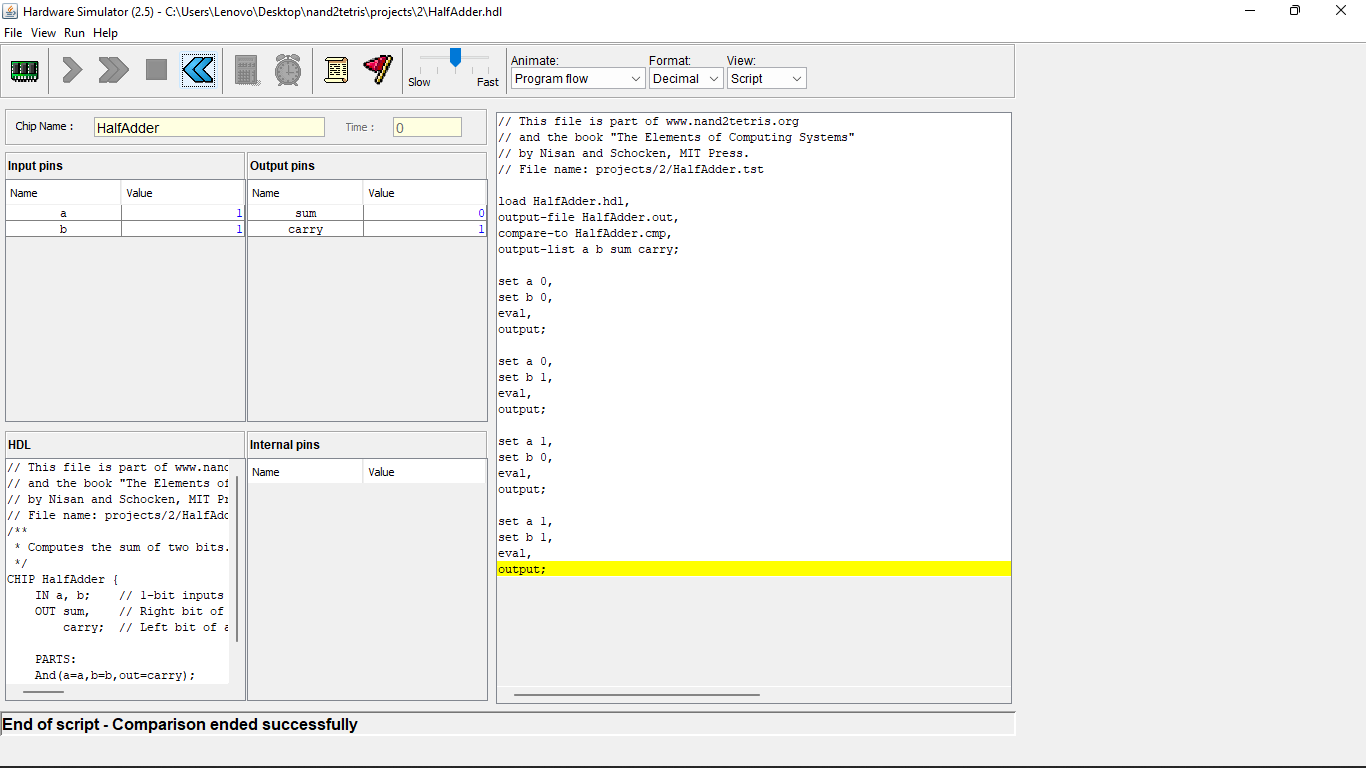 Hardware Simulator (2.5) - C:\Users\Lenovo\Desktop\nand2tetris\projects\2\HalfAdder.hdl
File View Run Help
Slow Fast
Animate: Format: View:
Program flow Decimal Script
Chip Name : HalfAdder Time : 0
Input pins
Name Value
a 1
b 1
Output pins
Name Value
sum 0
carry 1
HDL
// This file is part of www.nand
// and the book "The Elements of
// by Nisan and Schocken, MIT Pr
// File name: projects/2/HalfAdd
/**
* Computes the sum of two bits.
*/
CHIP HalfAdder {
IN a, b; // 1-bit inputs
OUT sum, // Right bit of
carry; // Left bit of a
PARTS:
And(a=a,b=b,out=carry);
Internal pins
Name Value
// This file is part of www.nand2tetris.org
// and the book "The Elements of Computing Systems"
// by Nisan and Schocken, MIT Press.
// File name: projects/2/HalfAdder.tst
load HalfAdder.hdl,
output-file HalfAdder.out,
compare-to HalfAdder.cmp,
output-list a b sum carry;
set a 0,
set b 0,
eval,
output;
set a 0,
set b 1,
eval,
output;
set a 1,
set b 0,
eval,
output;
set a 1,
set b 1,
eval,
output;
End of script - Comparison ended successfully